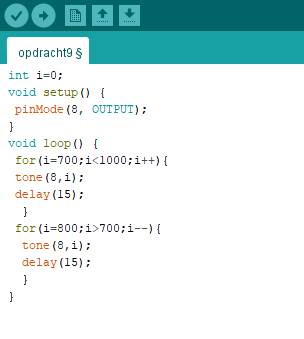 opdracht9 §
int i=0;
void setup() {
 pinMode(8, OUTPUT);
}
void loop() {
 for(i=700;i<1000;i++){
 tone(8,i);
 delay(15);
  }
 for(i=800;i>700;i--){
  tone(8,i);
  delay(15);
  }
}